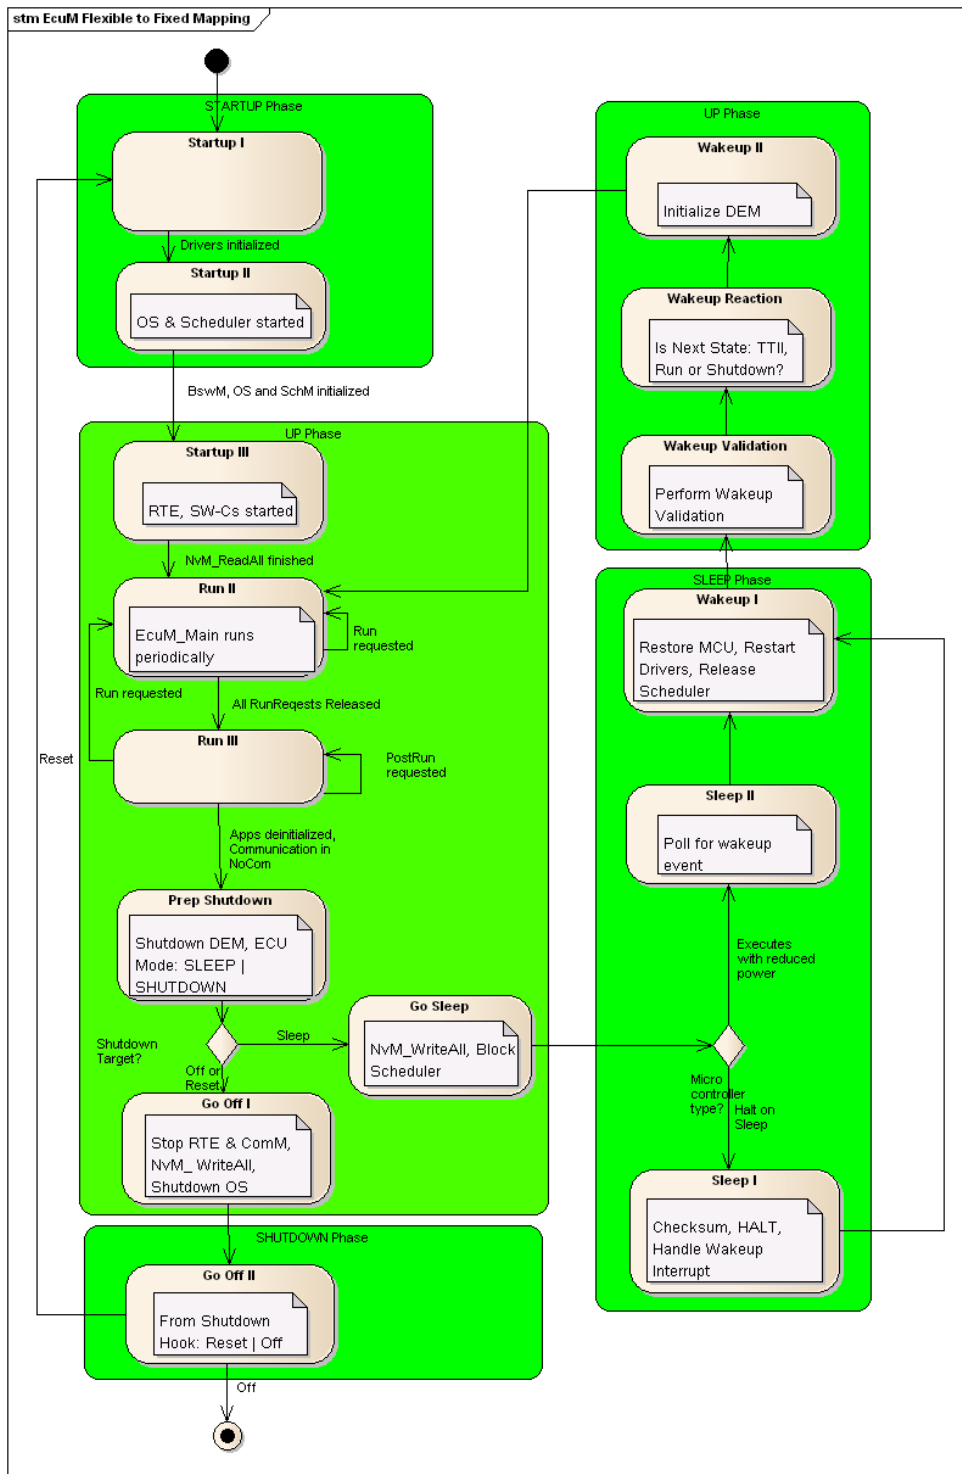 stm EcuM Flexible to Fixed Mapping
STARTUP Phase
Startup I
Drivers initialized
Startup II
OS & Scheduler started
BswM, OS and SchM initialized
UP Phase
Startup III
RTE, SW-Cs started
NvM_ReadAll finished
Run II
EcuM_Main runs
periodically
Run
requested
Run requested
All RunReqests Released
Run III
PostRun
requested
Reset
Apps deinitialized,
Communication in
NoCom
Prep Shutdown
Shutdown DEM, ECU
Mode: SLEEP |
SHUTDOWN
Shutdown
Target?
Sleep
Off or
Reset
Go Sleep
NvM_WriteAll, Block
Scheduler
Go Off I
Stop RTE & ComM,
NvM_ WriteAll,
Shutdown OS
SHUTDOWN Phase
Go Off II
From Shutdown
Hook: Reset | Off
Off
UP Phase
Wakeup II
Initialize DEM
Wakeup Reaction
Is Next State: TTII,
Run or Shutdown?
Wakeup Validation
Perform Wakeup
Validation
SLEEP Phase
Wakeup I
Restore MCU, Restart
Drivers, Release
Scheduler
Sleep II
Poll for wakeup
event
Executes
with reduced
power
Micro
controller
type?
Halt on
Sleep
Sleep I
Checksum, HALT,
Handle Wakeup
Interrupt